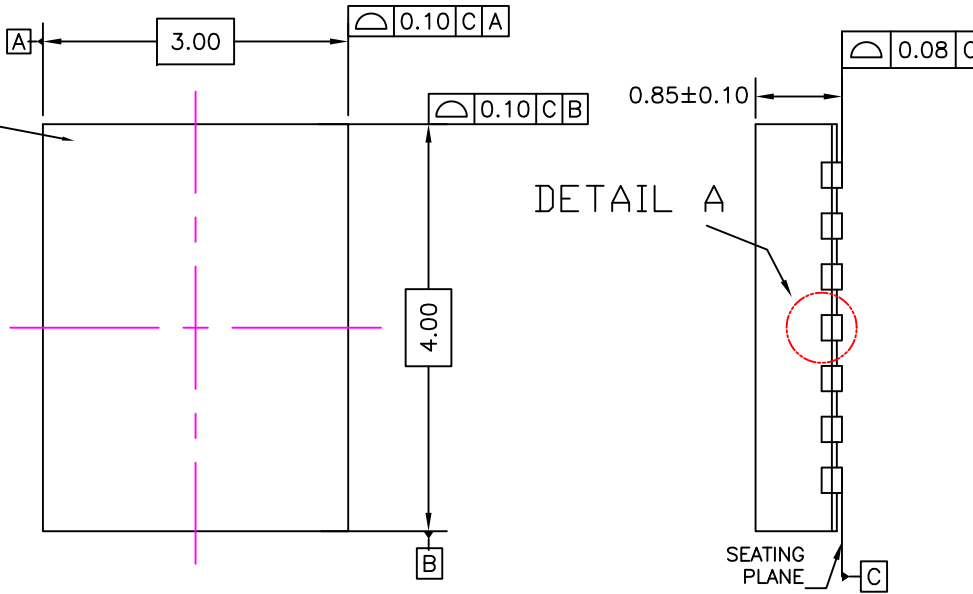 A
3.00
⌓ 0.10 C A
⌓ 0.10 C B
4.00
B
0.85±0.10
⌓ 0.08
DETAIL A
SEATING
PLANE
C